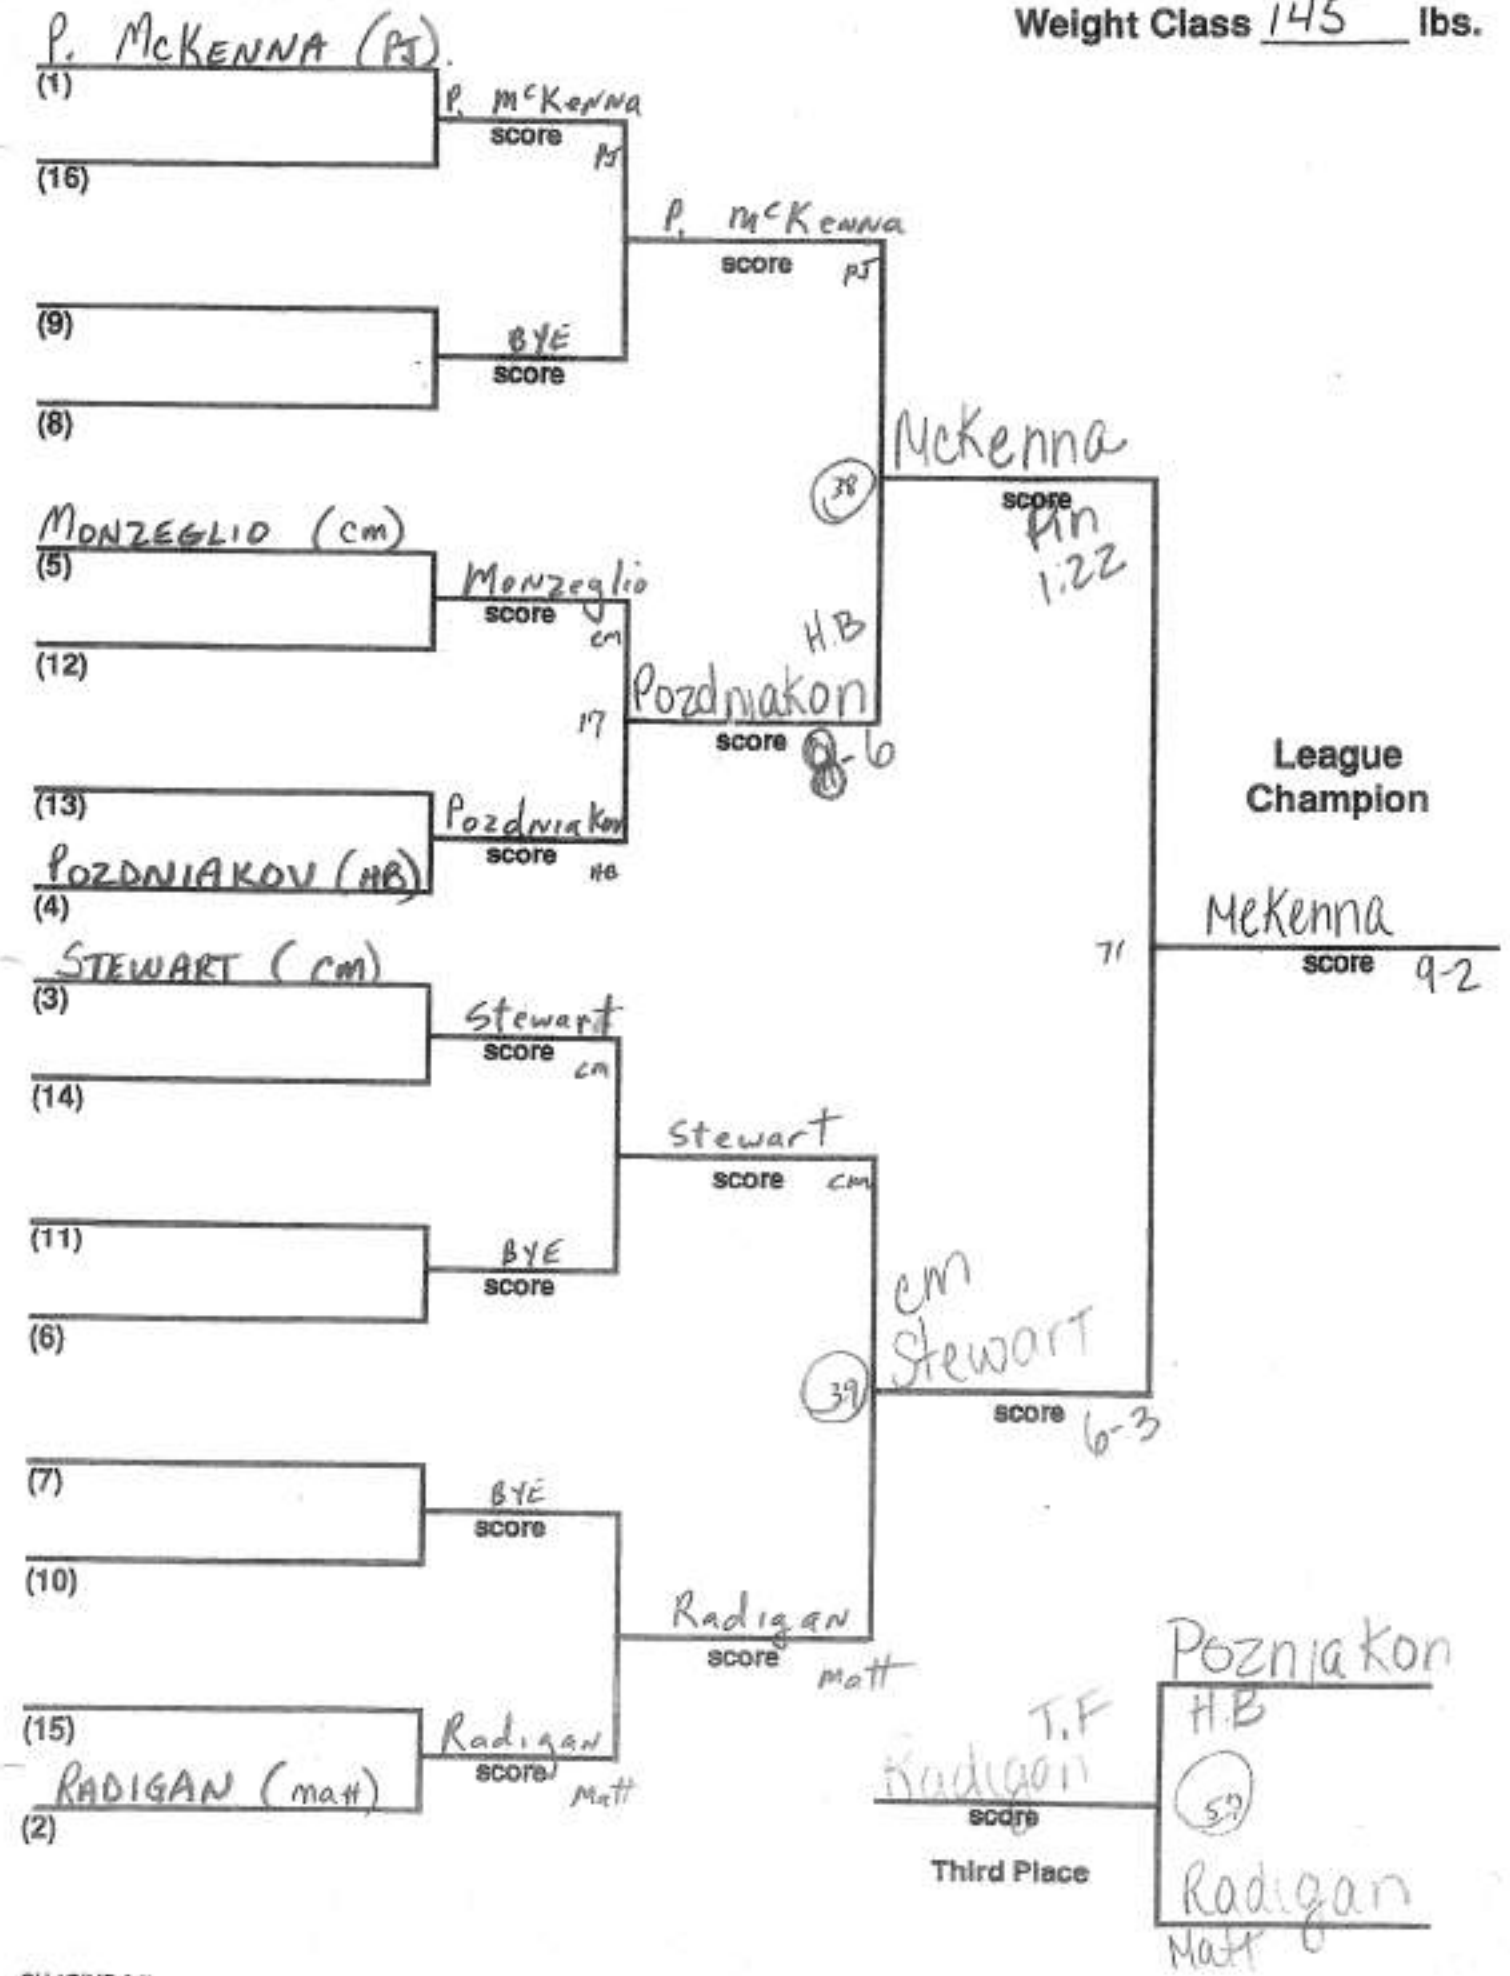 Weight Class 145 lbs.
P. McKENNA (PJ).
(1)
P. McKenna
score
PJ
(16)
P. McKenna
score
PJ
(9)
BYE
score
(8)
McKenna
score
Pin
1:22
38
MONZEGLIO (cm)
(5)
Monzeglio
score
cm
(12)
H.B
Pozdniakon
score
-6
17
(13)
Pozdniakov
score
HB
POZDNIAKOV (HB)
(4)
League
Champion
McKenna
score 9-2
71
STEWART (cm)
(3)
Stewart
score
cm
(14)
Stewart
score cm
(11)
BYE
score
(6)
cm
Stewart
score 6-3
39
(7)
BYE
score
(10)
Radigan
score
Matt
(15)
Radigan
score
Matt
RADIGAN (matt)
(2)
Pozniakon
H.B
T.F
Radigan
score
Third Place
Radigan
Matt